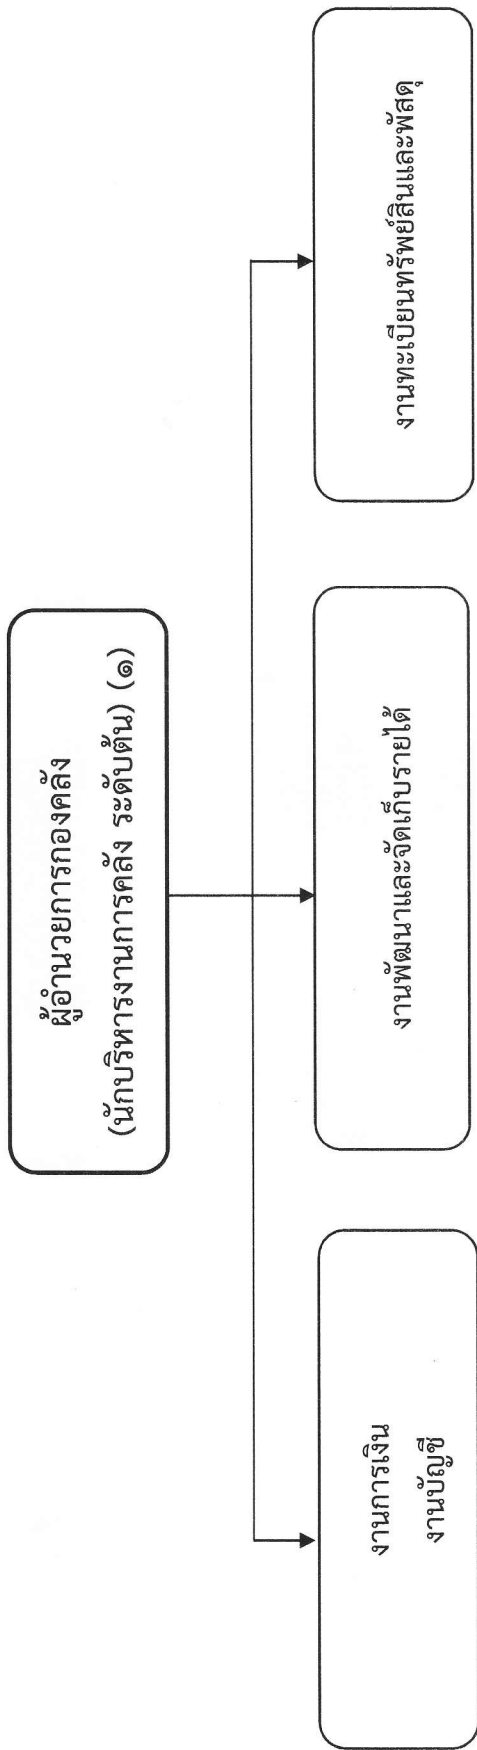 ผู้อำนวยการกองคลัง
(นักบริหารงานการคลัง ระดับต้น) (๑)
งานการเงิน
งานบัญชี
งานพัฒนาและจัดเก็บรายได้
งานทะเบียนทรัพย์สินและพัสดุ